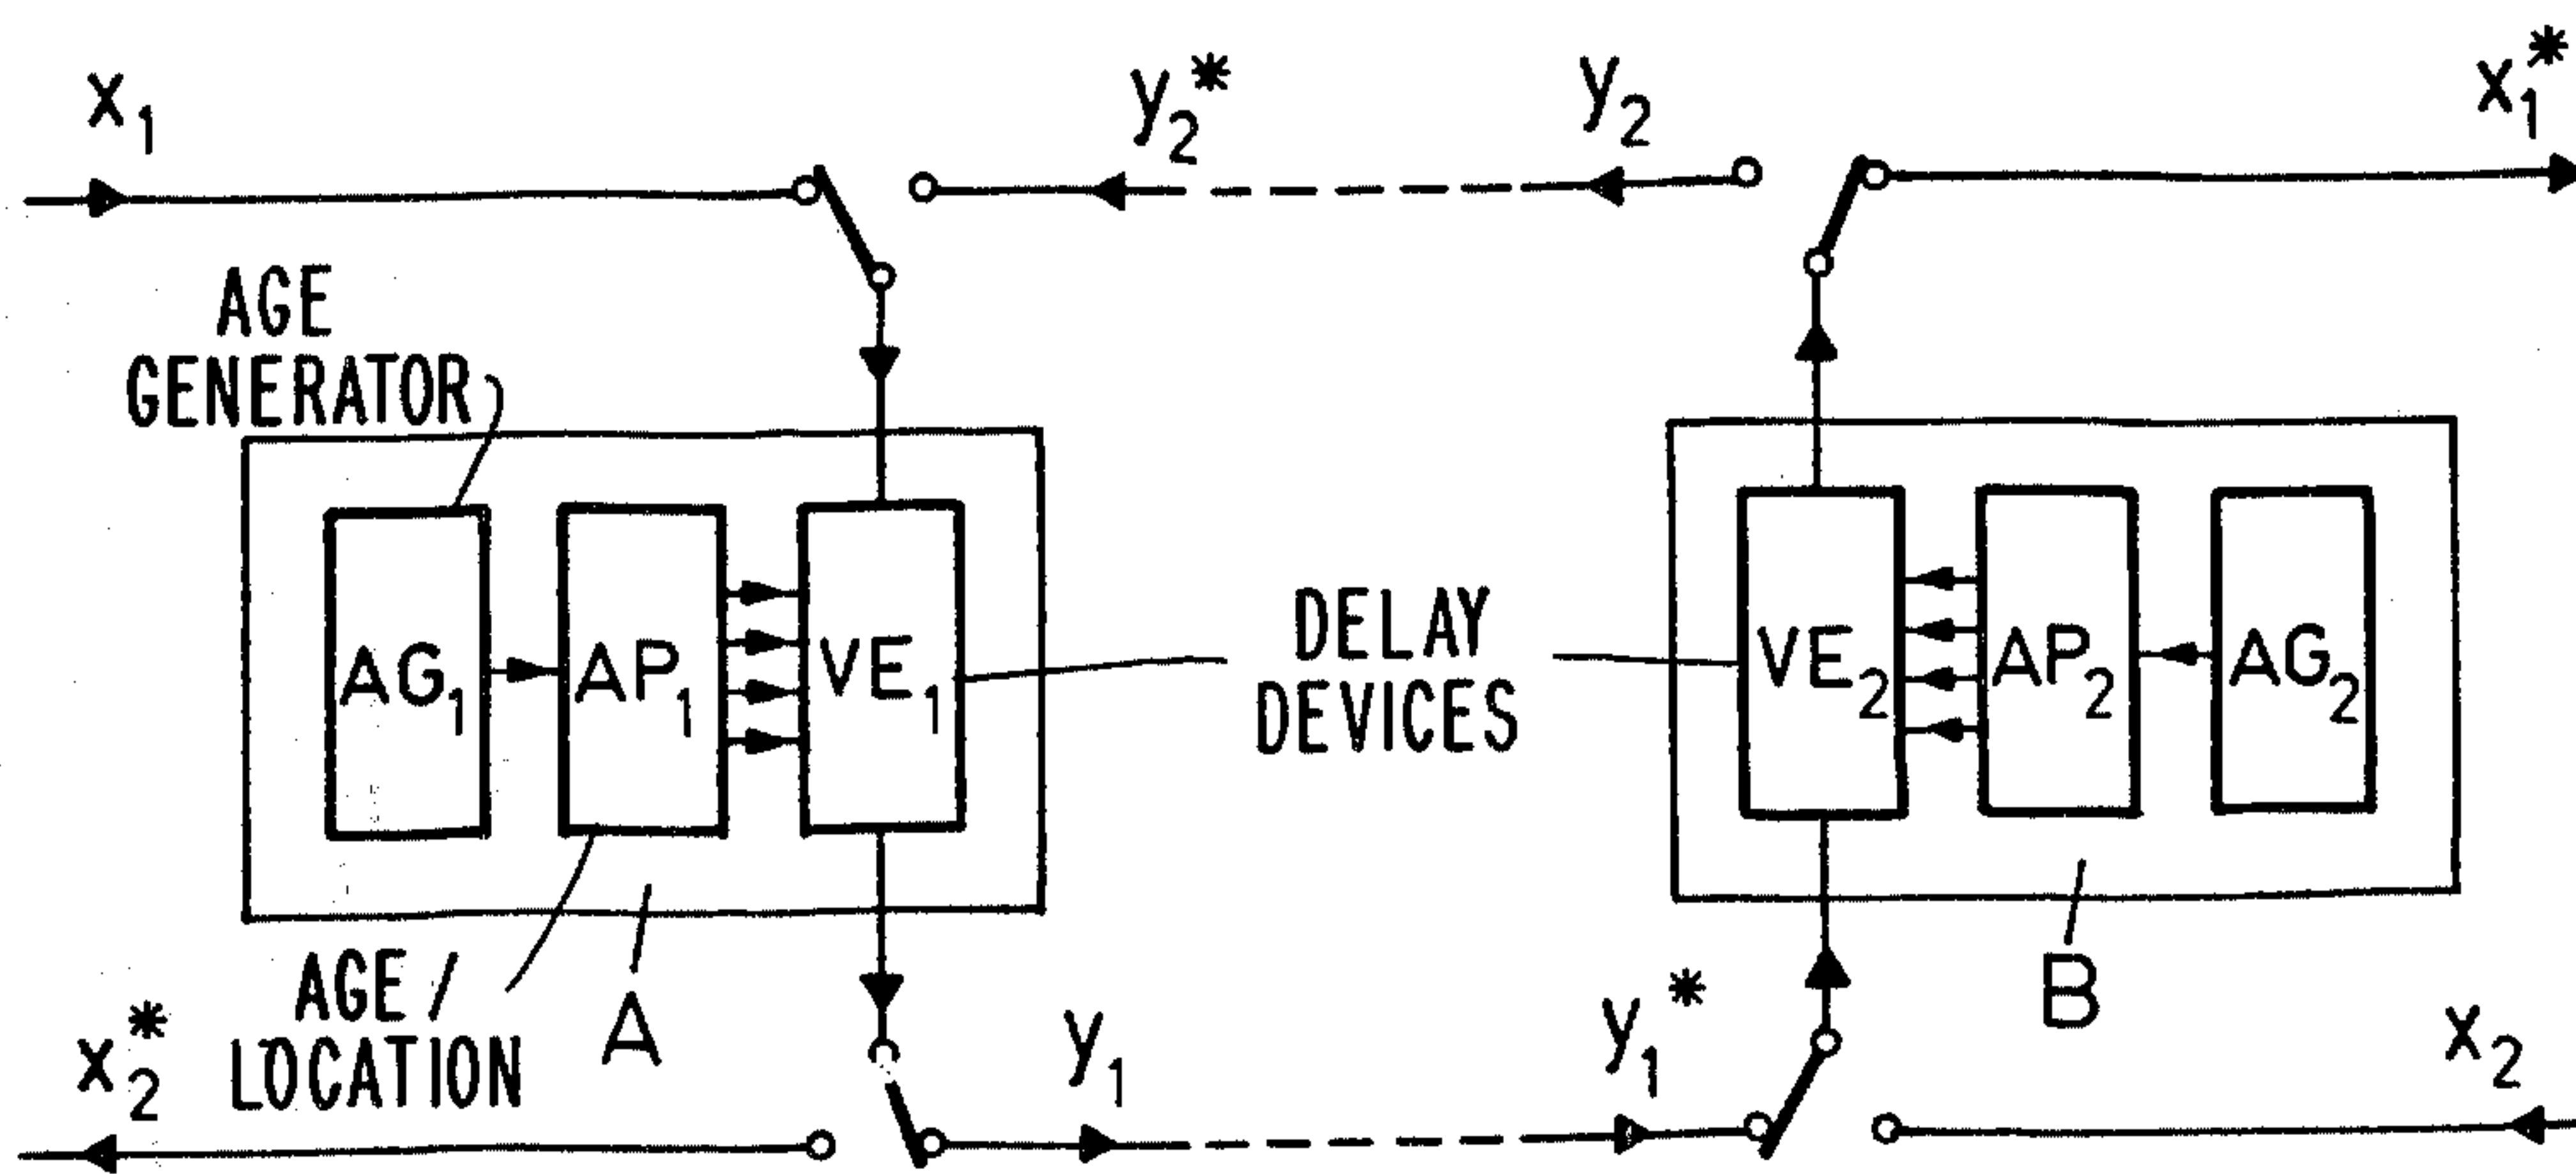 x₁
y₂*
y₂
x₁*
AGE
GENERATOR
AG₁
AP₁
VE₁
DELAY
DEVICES
VE₂
AP₂
AG₂
AGE /
LOCATION
A
B
x₂*
y₁
y₁*
x₂